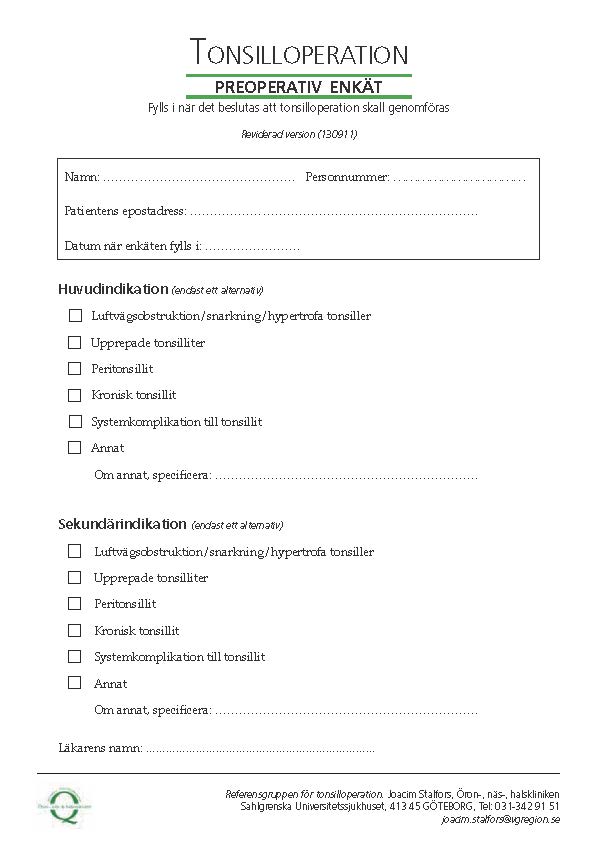 TONSILLOPERATION
PREOPERATIV ENKÄT
Fylls i när det beslutas att tonsilloperation skall genomföras
Reviderad version (130911)
Namn: ................................................ Personnummer: ....................................
Patientens epostadress: ........................................................................
Datum när enkäten fylls i: ........................
Huvudindikation (endast ett alternativ)
Luftvägsobstruktion/snarkning/hypertrofa tonsiller
Upprepade tonsilliter
Peritonsillit
Kronisk tonsillit
Systemkomplikation till tonsillit
Annat
Om annat, specificera: ..................................................................
Sekundärindikation (endast ett alternativ)
Luftvägsobstruktion/snarkning/hypertrofa tonsiller
Upprepade tonsilliter
Peritonsillit
Kronisk tonsillit
Systemkomplikation till tonsillit
Annat
Om annat, specificera: ..................................................................
Läkarens namn: .....................................................................
Referensgruppen för tonsilloperation. Joacim Stalfors, Öron-, näs-, halskliniken
Sahlgrenska Universitetssjukhuset, 413 45 GÖTEBORG, Tel: 031-342 91 51
joacim.stalfors@vgregion.se